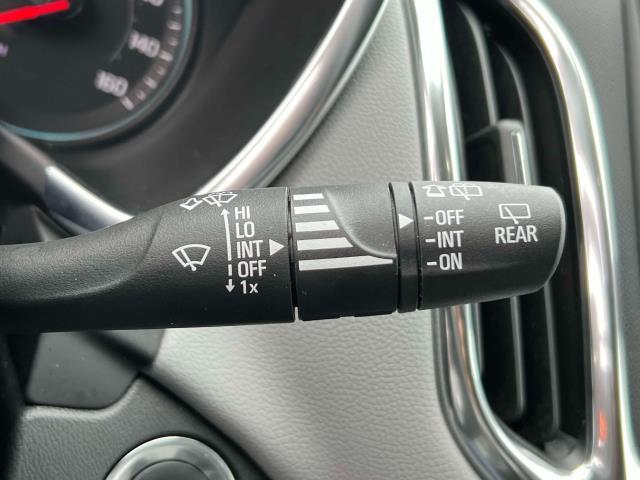 140
160
HI
LO
INT
OFF
1x
-OFF
-INT
-ON
REAR